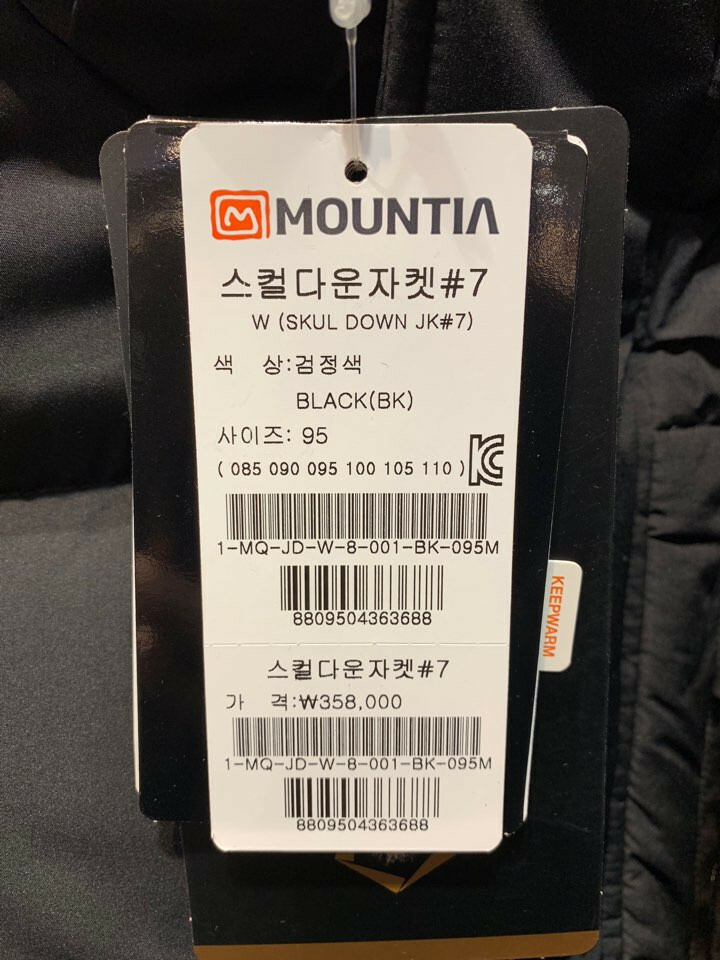 MOUNTIA
스컬다운자켓#7
W (SKUL DOWN JK#7)
색 상:검정색
BLACK(BK)
사이즈: 95
( 085 090 095 100 105 110 )
1-MQ-JD-W-8-001-BK-095M
8809504363688
KEEPWARM
스컬다운자켓#7
가 격:₩358,000
1-MQ-JD-W-8-001-BK-095M
8809504363688